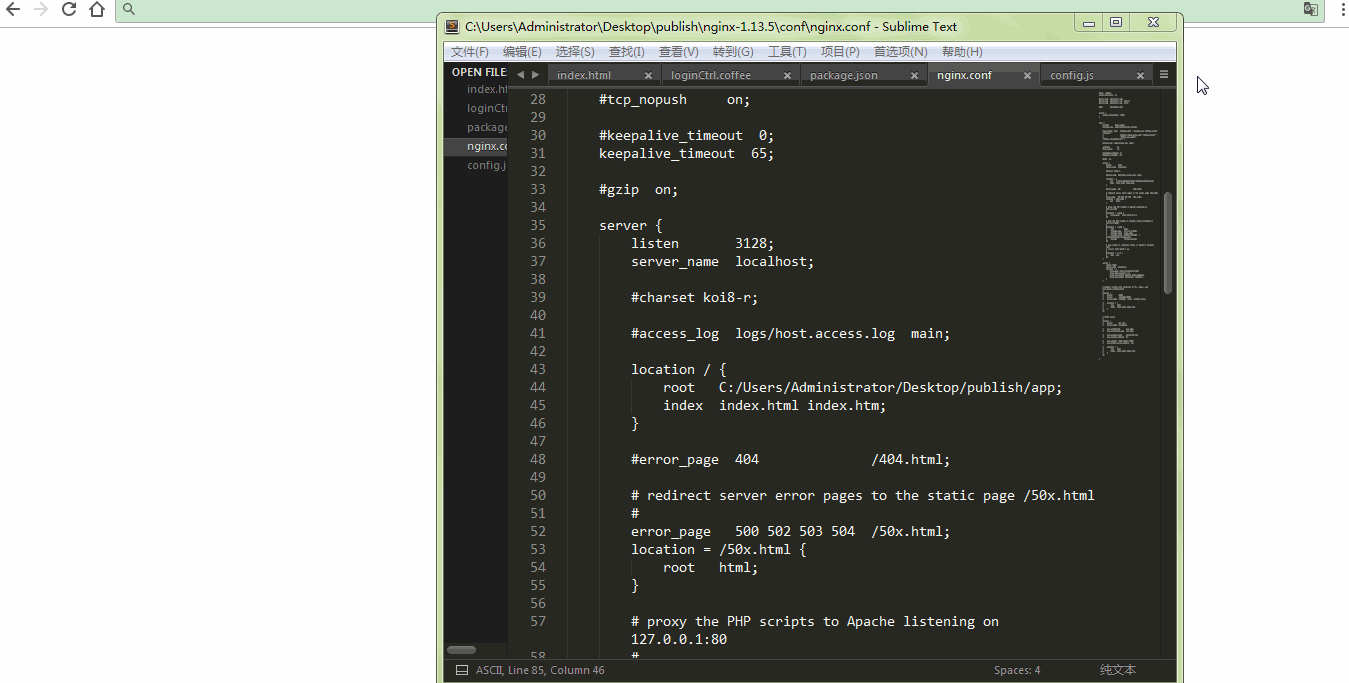 C:\Users\Administrator\Desktop\publish\nginx-1.13.5\conf\nginx.conf - Sublime Text
文件(F) 编辑(E) 选择(S) 查找(I) 查看(V) 转到(G) 工具(T) 项目(P) 首选项(N) 帮助(H)
OPEN FILE
index.ht
loginCtr
package
nginx.co
config.j
index.html loginCtrl.coffee package.json nginx.conf config.js
28 #tcp_nopush     on;
29
30 #keepalive_timeout  0;
31 keepalive_timeout  65;
32
33 #gzip  on;
34
35 server {
36 listen       3128;
37 server_name  localhost;
38
39 #charset koi8-r;
40
41 #access_log  logs/host.access.log  main;
42
43 location / {
44 root   C:/Users/Administrator/Desktop/publish/app;
45 index  index.html index.htm;
46 }
47
48 #error_page  404              /404.html;
49
50 # redirect server error pages to the static page /50x.html
51 #
52 error_page   500 502 503 504  /50x.html;
53 location = /50x.html {
54 root   html;
55 }
56
57 # proxy the PHP scripts to Apache listening on
127.0.0.1:80
58 #
ASCII, Line 85, Column 46 Spaces: 4 纯文本